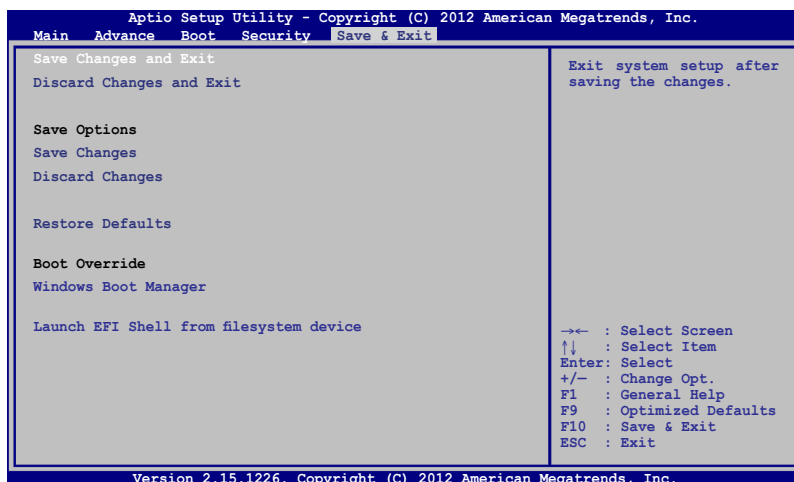 Aptio Setup Utility - Copyright (C) 2012 American Megatrends, Inc.
Main Advance Boot Security Save & Exit
Save Changes and Exit
Discard Changes and Exit
Save Options
Save Changes
Discard Changes
Restore Defaults
Boot Override
Windows Boot Manager
Launch EFI Shell from filesystem device
Exit system setup after
saving the changes.
→← : Select Screen
↑↓ : Select Item
Enter: Select
+/— : Change Opt.
F1 : General Help
F9 : Optimized Defaults
F10 : Save & Exit
ESC : Exit
Version 2.15.1226. Copyright (C) 2012 American Megatrends, Inc.